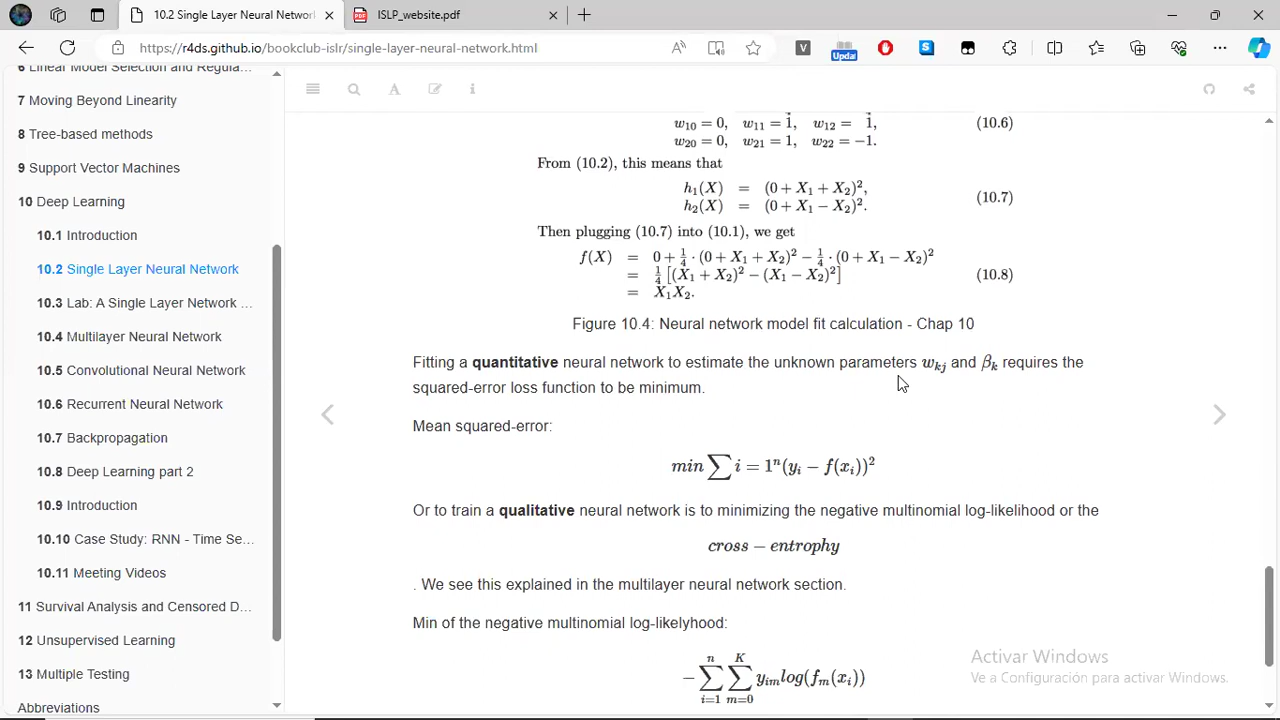 10.2 Single Layer Neural Networ
ISLP_website.pdf
https://r4ds.github.io/bookclub-islr/single-layer-neural-network.html
Updat
6 Linear Model Selection and Regula...
7 Moving Beyond Linearity
8 Tree-based methods
9 Support Vector Machines
10 Deep Learning
10.1 Introduction
10.2 Single Layer Neural Network
10.3 Lab: A Single Layer Network ...
10.4 Multilayer Neural Network
10.5 Convolutional Neural Network
10.6 Recurrent Neural Network
10.7 Backpropagation
10.8 Deep Learning part 2
10.9 Introduction
10.10 Case Study: RNN - Time Se...
10.11 Meeting Videos
11 Survival Analysis and Censored D...
12 Unsupervised Learning
13 Multiple Testing
Abbreviations
w₁₀ = 0, w₁₁ = 1, w₁₂ = 1, (10.6)
w₂₀ = 0, w₂₁ = 1, w₂₂ = −1.
From (10.2), this means that
h₁(X) = (0 + X₁ + X₂)²,
h₂(X) = (0 + X₁ − X₂)². (10.7)
Then plugging (10.7) into (10.1), we get
f(X) = 0 + ¼ · (0 + X₁ + X₂)² − ¼ · (0 + X₁ − X₂)²
= ¼ [(X₁ + X₂)² − (X₁ − X₂)²] (10.8)
= X₁X₂.
Figure 10.4: Neural network model fit calculation - Chap 10
Fitting a quantitative neural network to estimate the unknown parameters wₖⱼ and βₖ requires the
squared-error loss function to be minimum.
Mean squared-error:
min ∑ i = 1ⁿ(yᵢ − f(xᵢ))²
Or to train a qualitative neural network is to minimizing the negative multinomial log-likelihood or the
cross − entrophy
. We see this explained in the multilayer neural network section.
Min of the negative multinomial log-likelyhood:
n K
− ∑ ∑ yᵢₘlog(fₘ(xᵢ))
i=1 m=0
Activar Windows
Ve a Configuración para activar Windows.